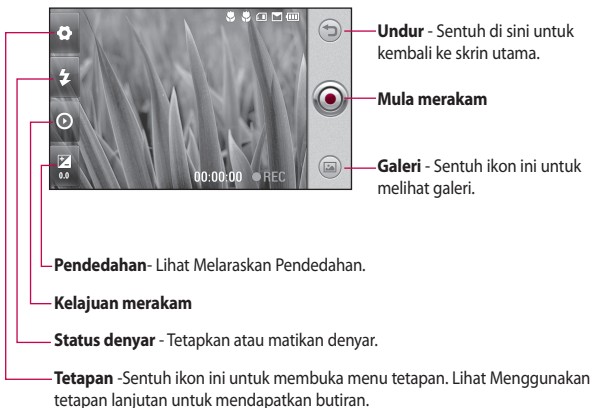 Undur - Sentuh di sini untuk
kembali ke skrin utama.
Mula merakam
0.0
00:00:00 REC
Galeri - Sentuh ikon ini untuk
melihat galeri.
Pendedahan- Lihat Melaraskan Pendedahan.
Kelajuan merakam
Status denyar - Tetapkan atau matikan denyar.
Tetapan -Sentuh ikon ini untuk membuka menu tetapan. Lihat Menggunakan
tetapan lanjutan untuk mendapatkan butiran.